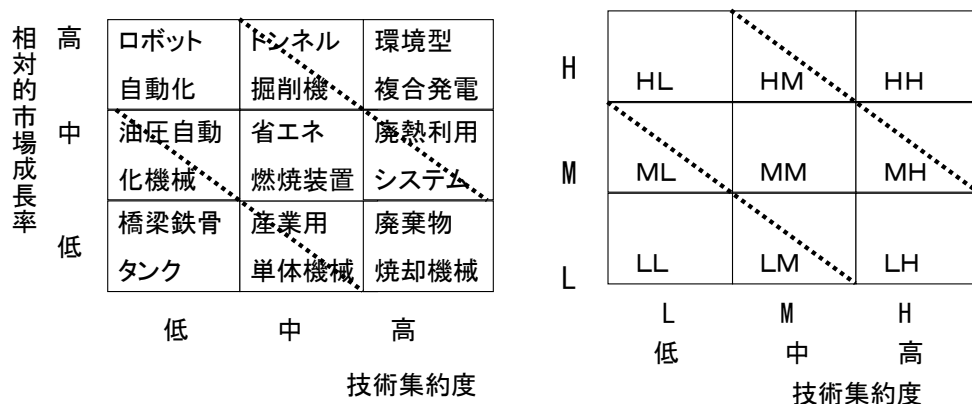 相対的市場成長率
高
ロボット
自動化
トンネル
掘削機
環境型
複合発電
中
油圧自動
化機械
省エネ
燃焼装置
廃熱利用
システム
低
橋梁鉄骨
タンク
産業用
単体機械
廃棄物
焼却機械
低 中 高
技術集約度
H
HL HM HH
M
ML MM MH
L
LL LM LH
L M H
低 中 高
技術集約度